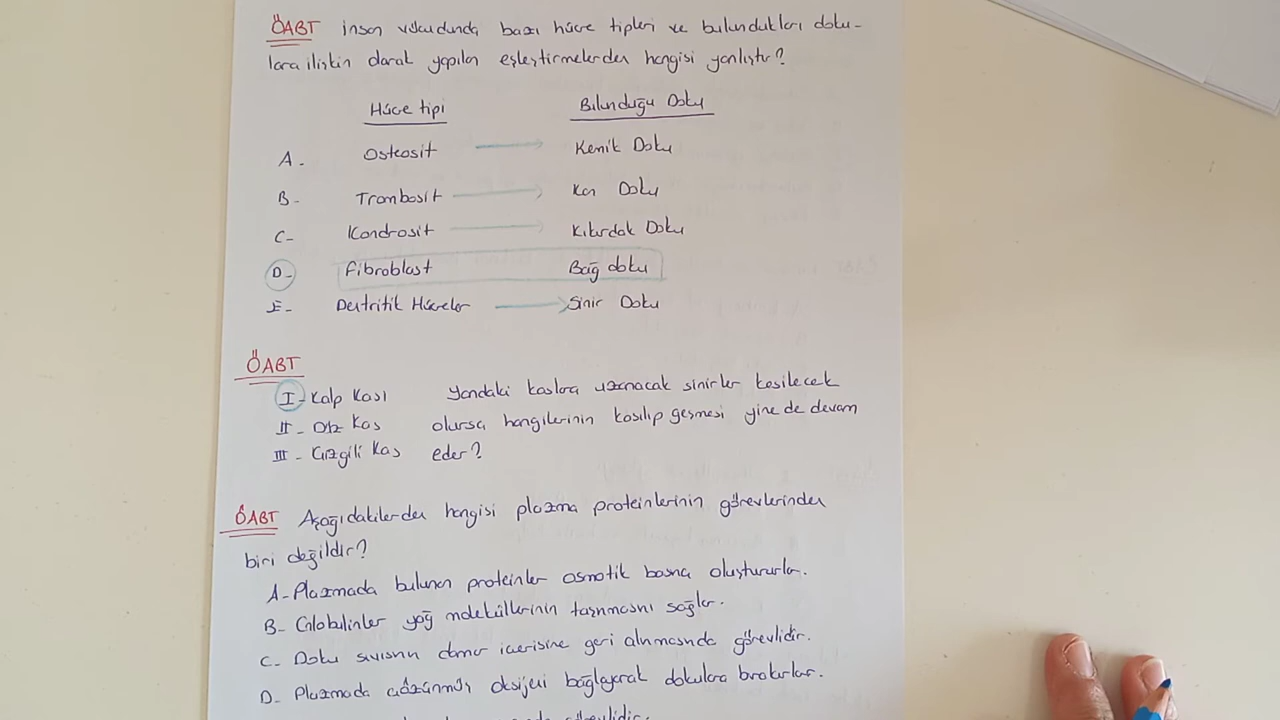 ÖABT insan vücudunda bazı hücre tipleri ve bulundukları doku-
lara ilişkin olarak yapılan eşleştirmelerden hangisi yanlıştır?
Hücre tipi Bulunduğu Doku
A- Osteosit Kemik Doku
B- Trombosit Kan Doku
C- Kondrosit Kıkırdak Doku
D- Fibroblast Bağ doku
E- Dentritik Hücreler Sinir Doku
ÖABT
I- Kalp Kası Yandaki kaslara uzanacak sinirler kesilecek
II- Düz Kas olursa hangilerinin kasılıp gevşemesi yine de devam
III- Çizgili Kas eder?
ÖABT Aşağıdakilerden hangisi plazma proteinlerinin görevlerinden
biri değildir?
A- Plazmada bulunan proteinler osmotik basınç oluştururlar.
B- Globulinler yağ moleküllerinin taşınmasını sağlar.
C- Doku sıvısının damar içerisine geri alınmasında görevlidir.
D- Plazmada çözünmüş oksijeni bağlayarak dokulara bırakırlar.
görevlidir.